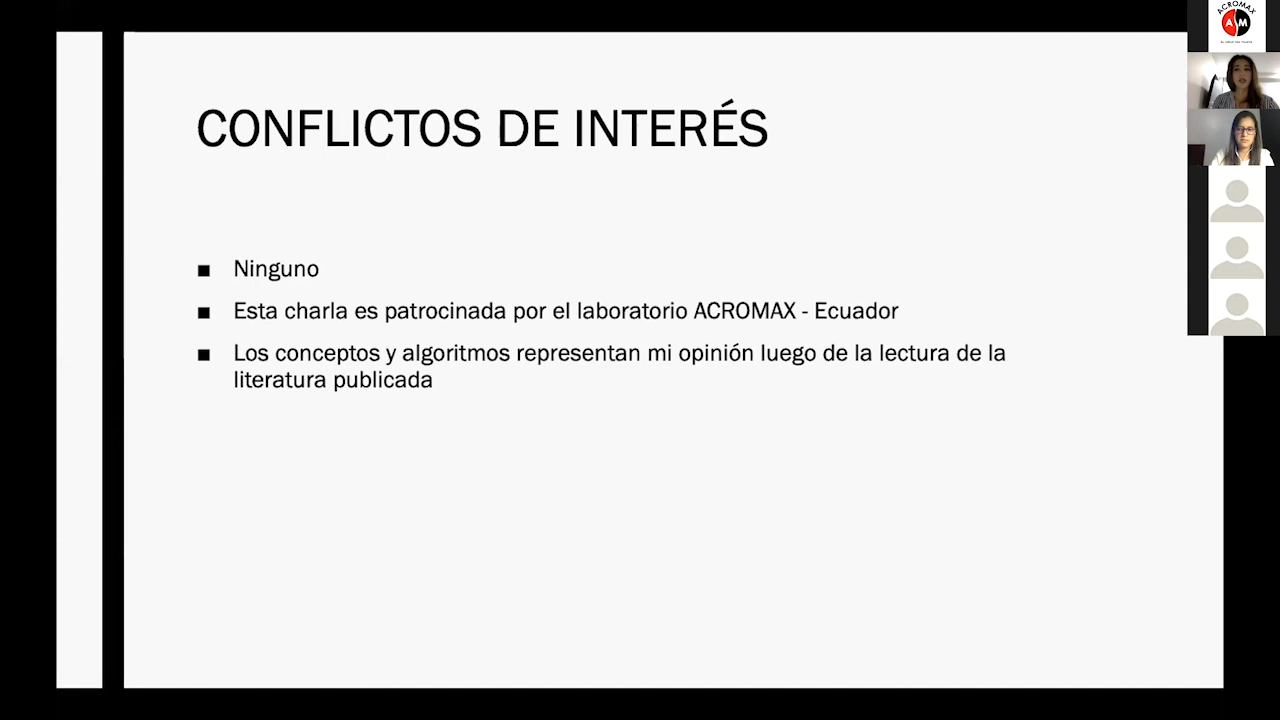 CONFLICTOS DE INTERÉS
■ Ninguno
■ Esta charla es patrocinada por el laboratorio ACROMAX - Ecuador
■ Los conceptos y algoritmos representan mi opinión luego de la lectura de la
literatura publicada
ACROMAX
A M